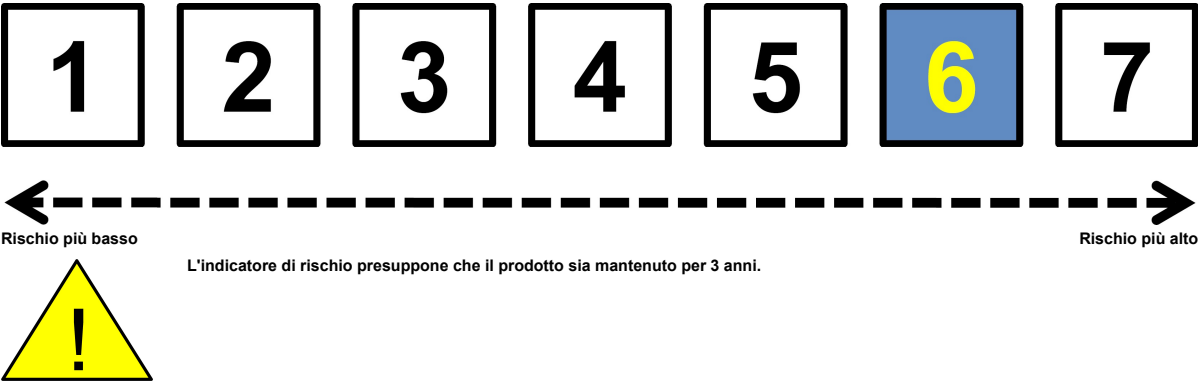 1 2 3 4 5 6 7
Rischio più basso Rischio più alto
L'indicatore di rischio presuppone che il prodotto sia mantenuto per 3 anni.
!